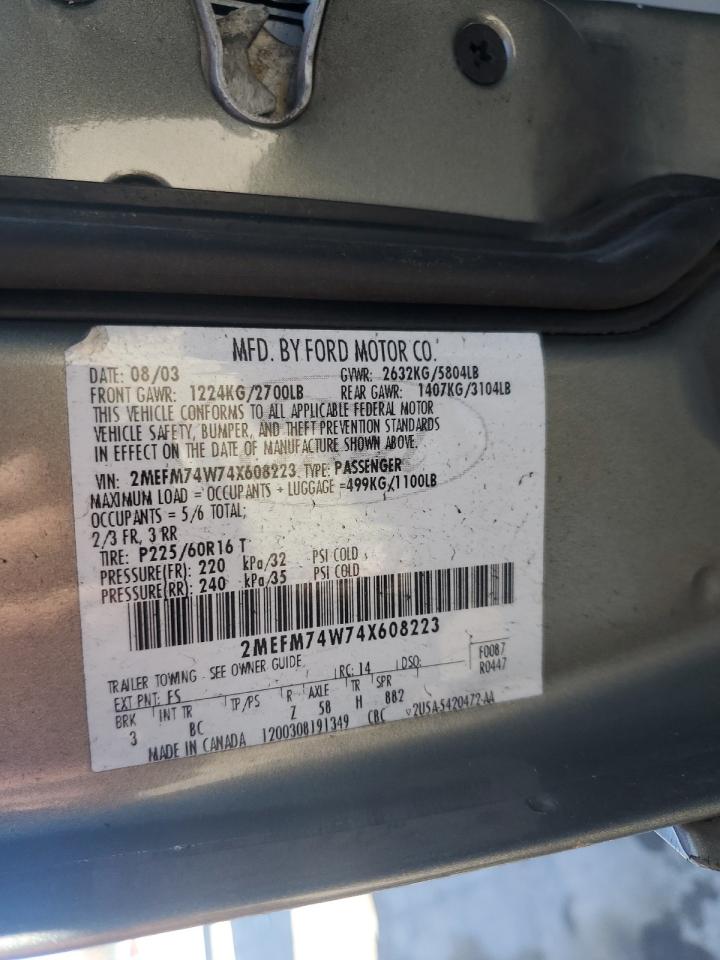 MFD. BY FORD MOTOR CO.
DATE: 08/03 GVWR: 2632KG/5804LB
FRONT GAWR: 1224KG/2700LB REAR GAWR: 1407KG/3104LB
THIS VEHICLE CONFORMS TO ALL APPLICABLE FEDERAL MOTOR
VEHICLE SAFETY, BUMPER, AND THEFT PREVENTION STANDARDS
IN EFFECT ON THE DATE OF MANUFACTURE SHOWN ABOVE.
VIN: 2MEFM74W74X608223 TYPE: PASSENGER
MAXIMUM LOAD = OCCUPANTS + LUGGAGE =499KG/1100LB
OCCUPANTS = 5/6 TOTAL;
2/3 FR, 3 RR
TIRE: P225/60R16 T
PRESSURE(FR): 220 kPa/32 PSI COLD
PRESSURE(RR): 240 kPa/35 PSI COLD
2MEFM74W74X608223
TRAILER TOWING - SEE OWNER GUIDE
F0087
R0447
EXT PNT: FS RC: 14 DSO:
BRK INT TR TP/PS R AXLE TR SPR
3 BC Z 58 H 882
MADE IN CANADA 1200308191349 CBC 2U5A-5420472-AA